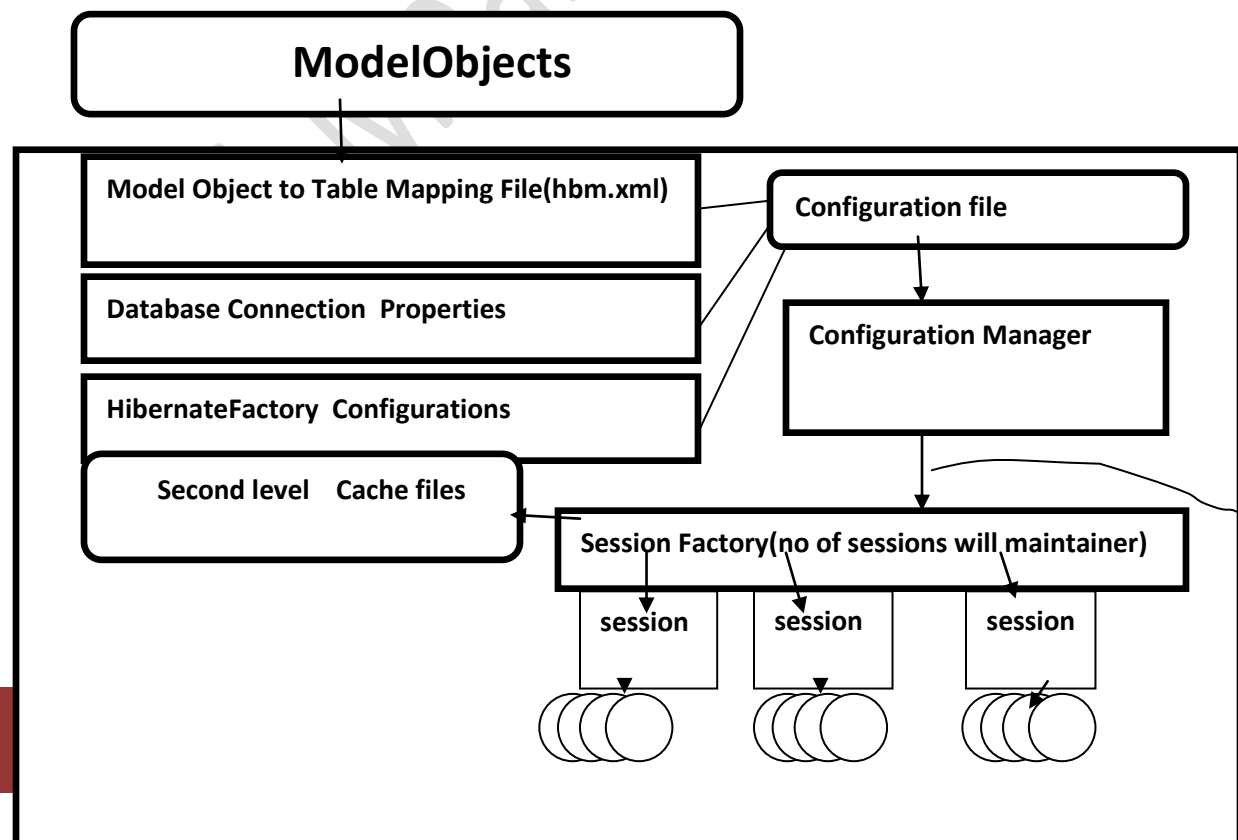 ModelObjects
Model Object to Table Mapping File(hbm.xml)
Configuration file
Database Connection Properties
Configuration Manager
HibernateFactory Configurations
Second level Cache files
Session Factory(no of sessions will maintainer)
session
session
session